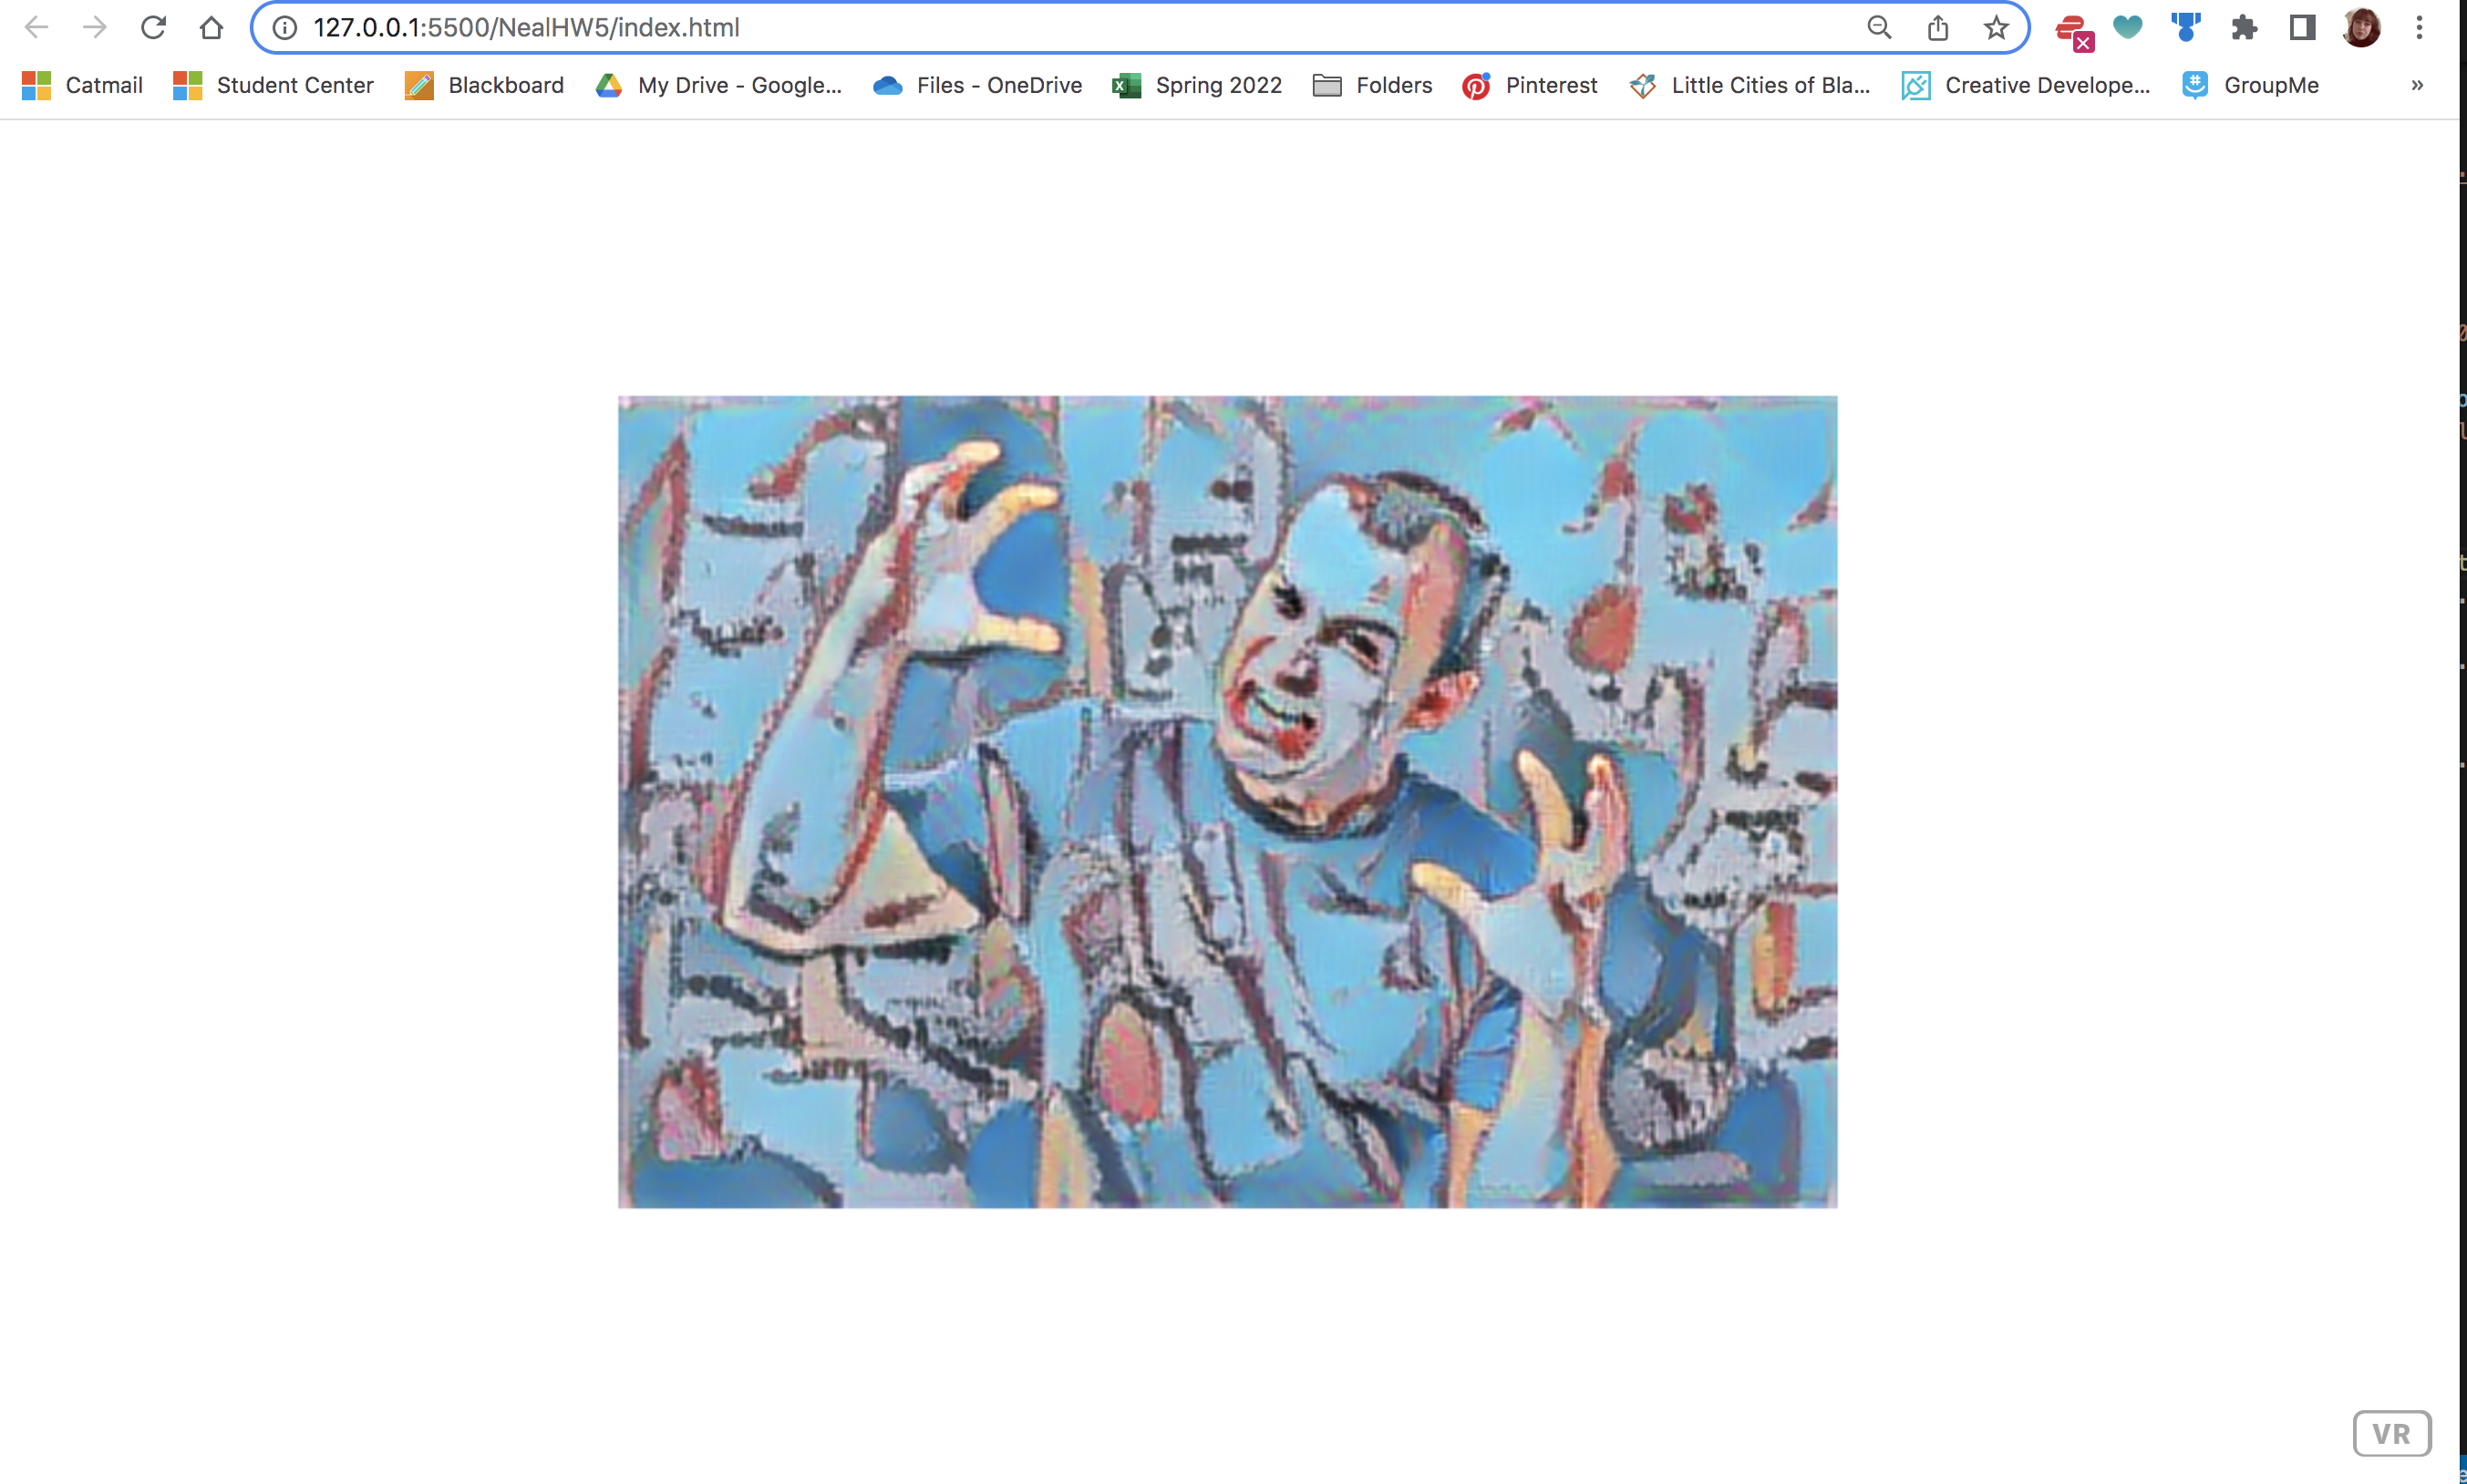 127.0.0.1:5500/NealHW5/index.html
Catmail Student Center Blackboard My Drive - Google... Files - OneDrive Spring 2022 Folders Pinterest Little Cities of Bla... Creative Develope... GroupMe »
VR